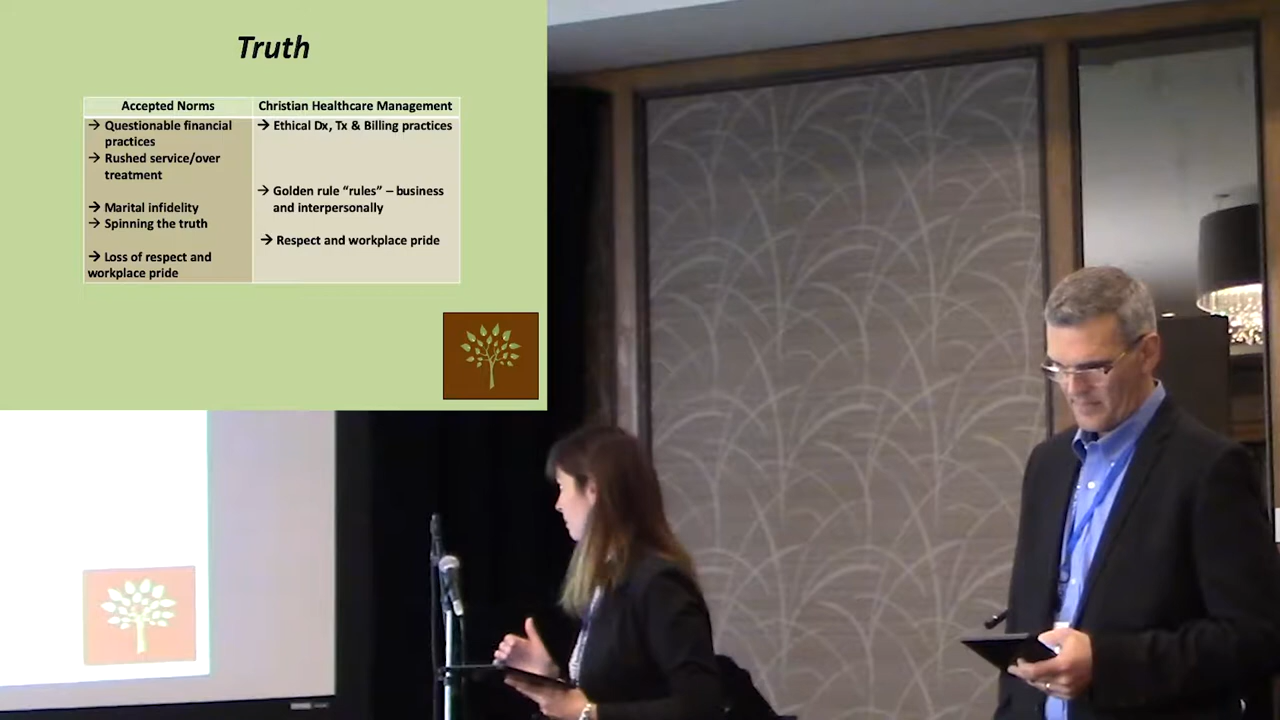 Truth
Accepted Norms
→ Questionable financial
practices
→ Rushed service/over
treatment
→ Marital infidelity
→ Spinning the truth
→ Loss of respect and
workplace pride
Christian Healthcare Management
→ Ethical Dx, Tx & Billing practices
→ Golden rule “rules” – business
and interpersonally
→ Respect and workplace pride